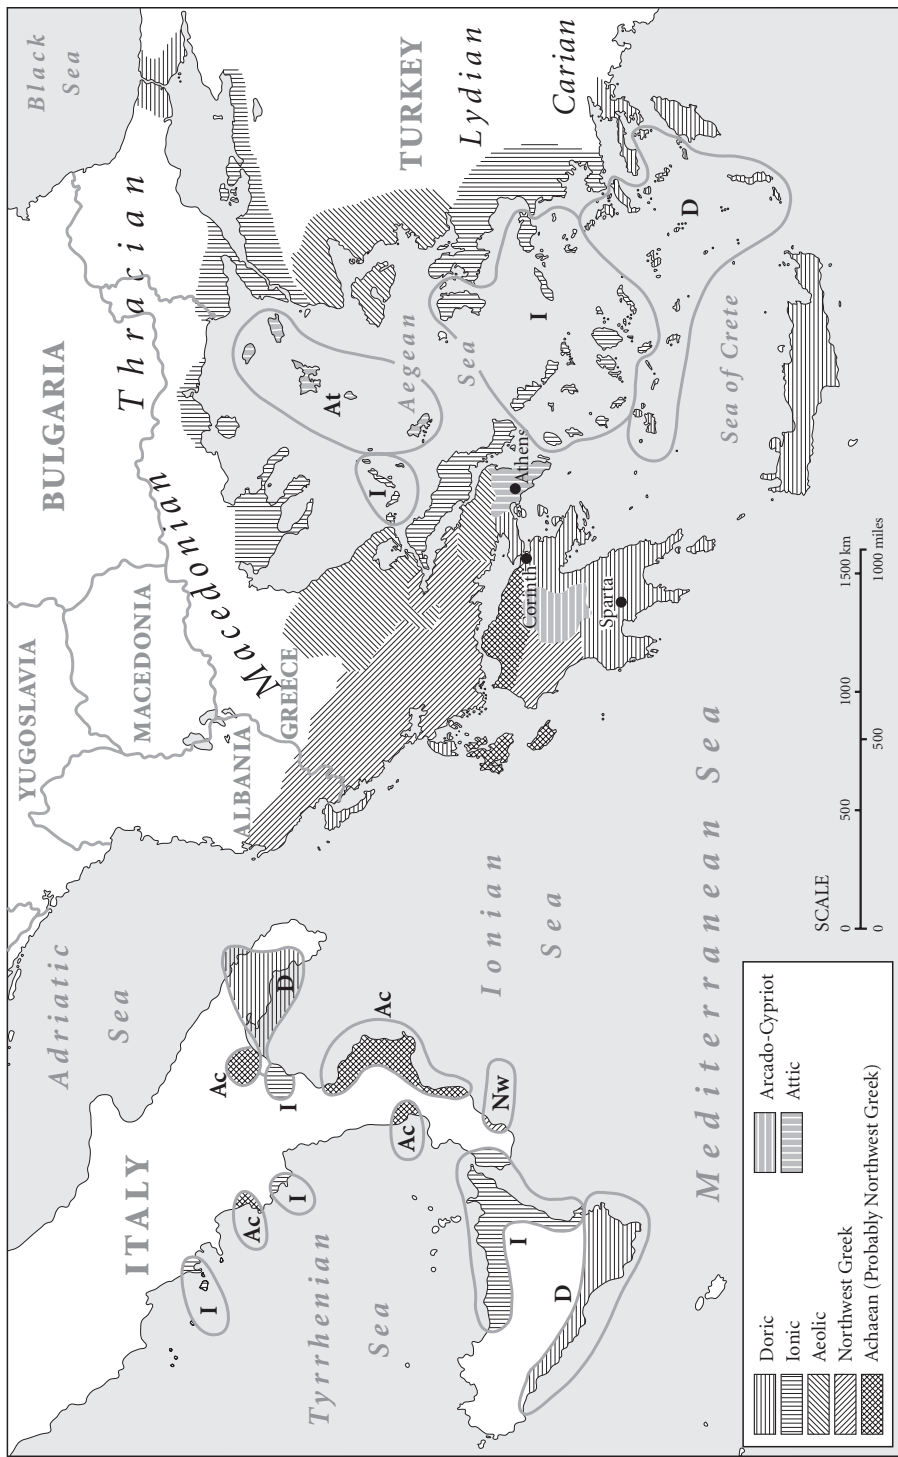 Black
Sea
BULGARIA
Thracian
TURKEY
Lydian
Carian
YUGOSLAVIA
MACEDONIA
Macedonian
ALBANIA
GREECE
Adriatic
Sea
ITALY
Tyrrhenian
Sea
Ionian
Sea
Aegean
Sea
Sea of Crete
Mediterranean Sea
At
I
I
D
Athens
Corinth
Sparta
D
Ac
I
Ac
Ac
Nw
Ac
I
I
I
D
SCALE
0 500 1000 1500 km
0 500 1000 miles
Doric
Ionic
Aeolic
Northwest Greek
Achaean (Probably Northwest Greek)
Arcado-Cypriot
Attic